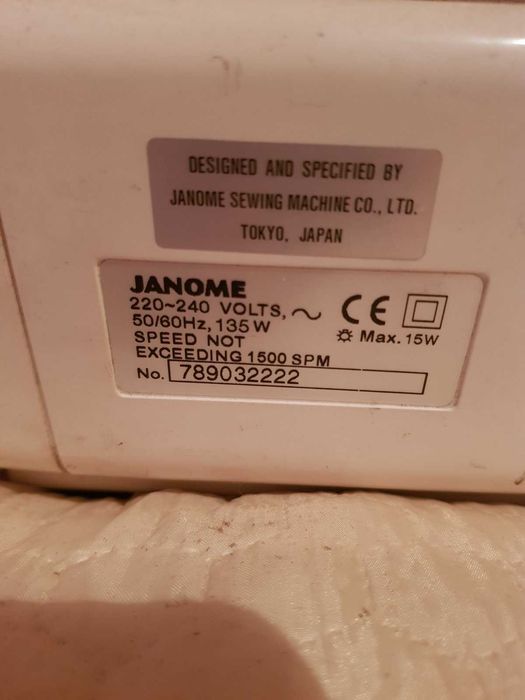 DESIGNED AND SPECIFIED BY
JANOME SEWING MACHINE CO., LTD.
TOKYO, JAPAN
JANOME
220~240 VOLTS, ~ CE
50/60Hz, 135W
Max. 15W
SPEED NOT
EXCEEDING 1500 SPM
No. 789032222